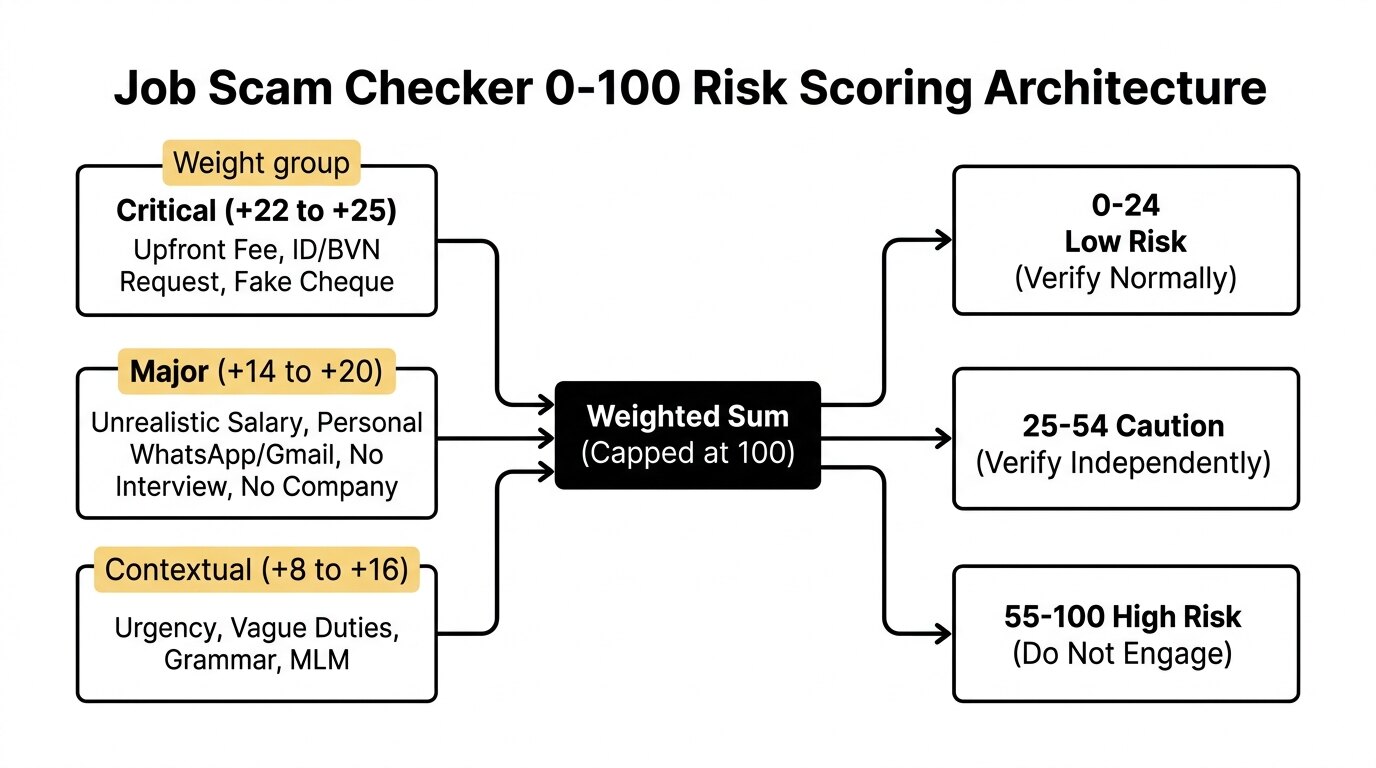 Job Scam Checker 0-100 Risk Scoring Architecture
Weight group
Critical (+22 to +25)
Upfront Fee, ID/BVN
Request, Fake Cheque
Major (+14 to +20)
Unrealistic Salary, Personal
WhatsApp/Gmail, No
Interview, No Company
Contextual (+8 to +16)
Urgency, Vague Duties,
Grammar, MLM
Weighted Sum
(Capped at 100)
0-24
Low Risk
(Verify Normally)
25-54 Caution
(Verify Independently)
55-100 High Risk
(Do Not Engage)